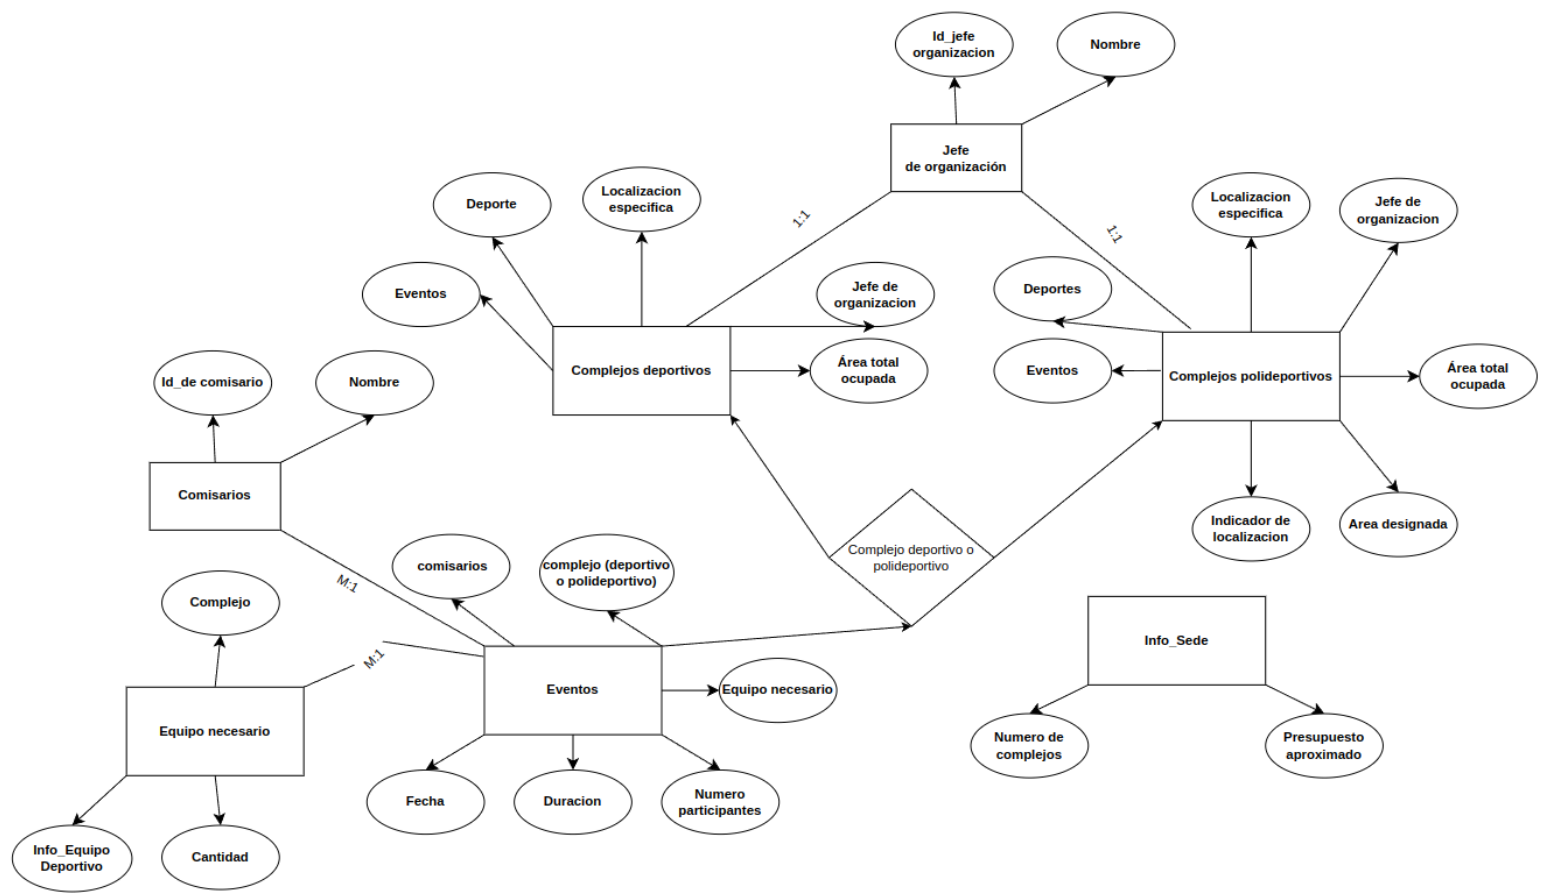 Id_jefe
organizacion
Nombre
Jefe
de organización
Deporte
Localizacion
especifica
1:1
1:1
Localizacion
especifica
Jefe de
organizacion
Eventos
Jefe de
organizacion
Deportes
Complejos deportivos
Área total
ocupada
Eventos
Complejos polideportivos
Área total
ocupada
Id_de comisario
Nombre
Comisarios
Indicador de
localizacion
Area designada
comisarios
complejo (deportivo
o polideportivo)
Complejo deportivo o
polideportivo
M:1
Complejo
M:1
Info_Sede
Eventos
Equipo necesario
Equipo necesario
Numero de
complejos
Presupuesto
aproximado
Fecha
Duracion
Numero
participantes
Info_Equipo
Deportivo
Cantidad